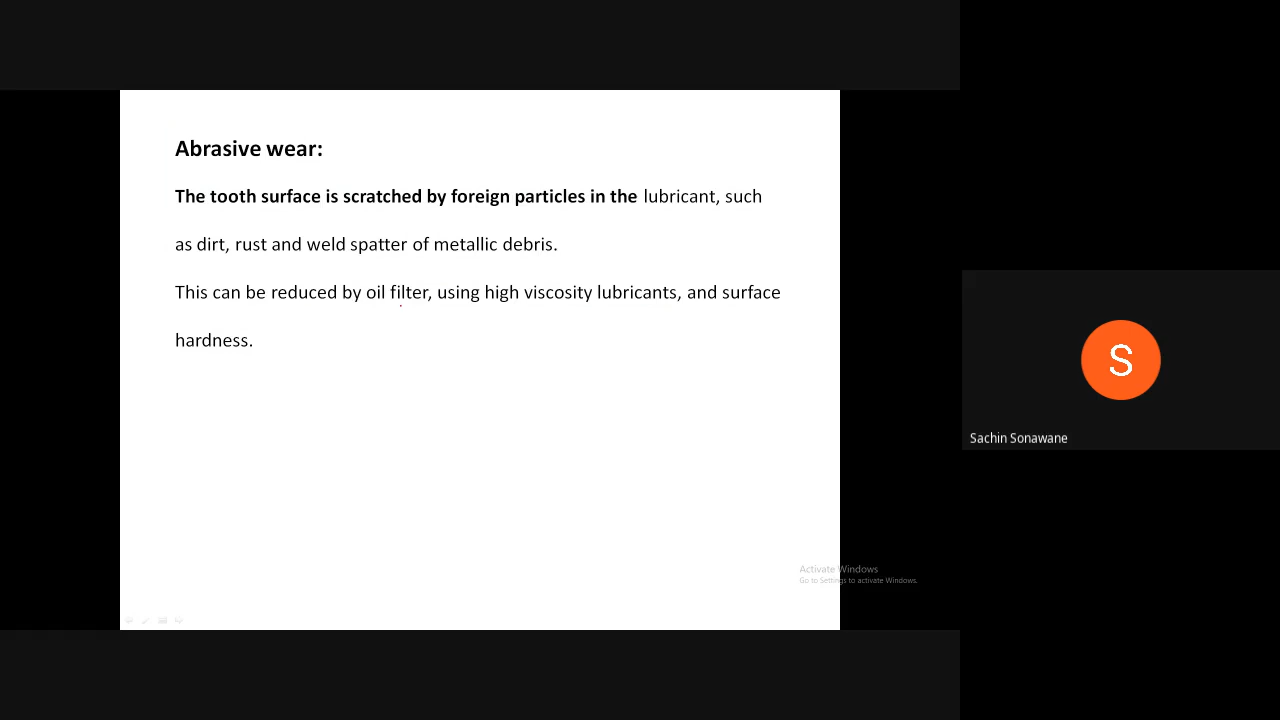 Abrasive wear:
The tooth surface is scratched by foreign particles in the lubricant, such
as dirt, rust and weld spatter of metallic debris.
This can be reduced by oil filter, using high viscosity lubricants, and surface
hardness.
S
Sachin Sonawane
Activate Windows
Go to Settings to activate Windows.